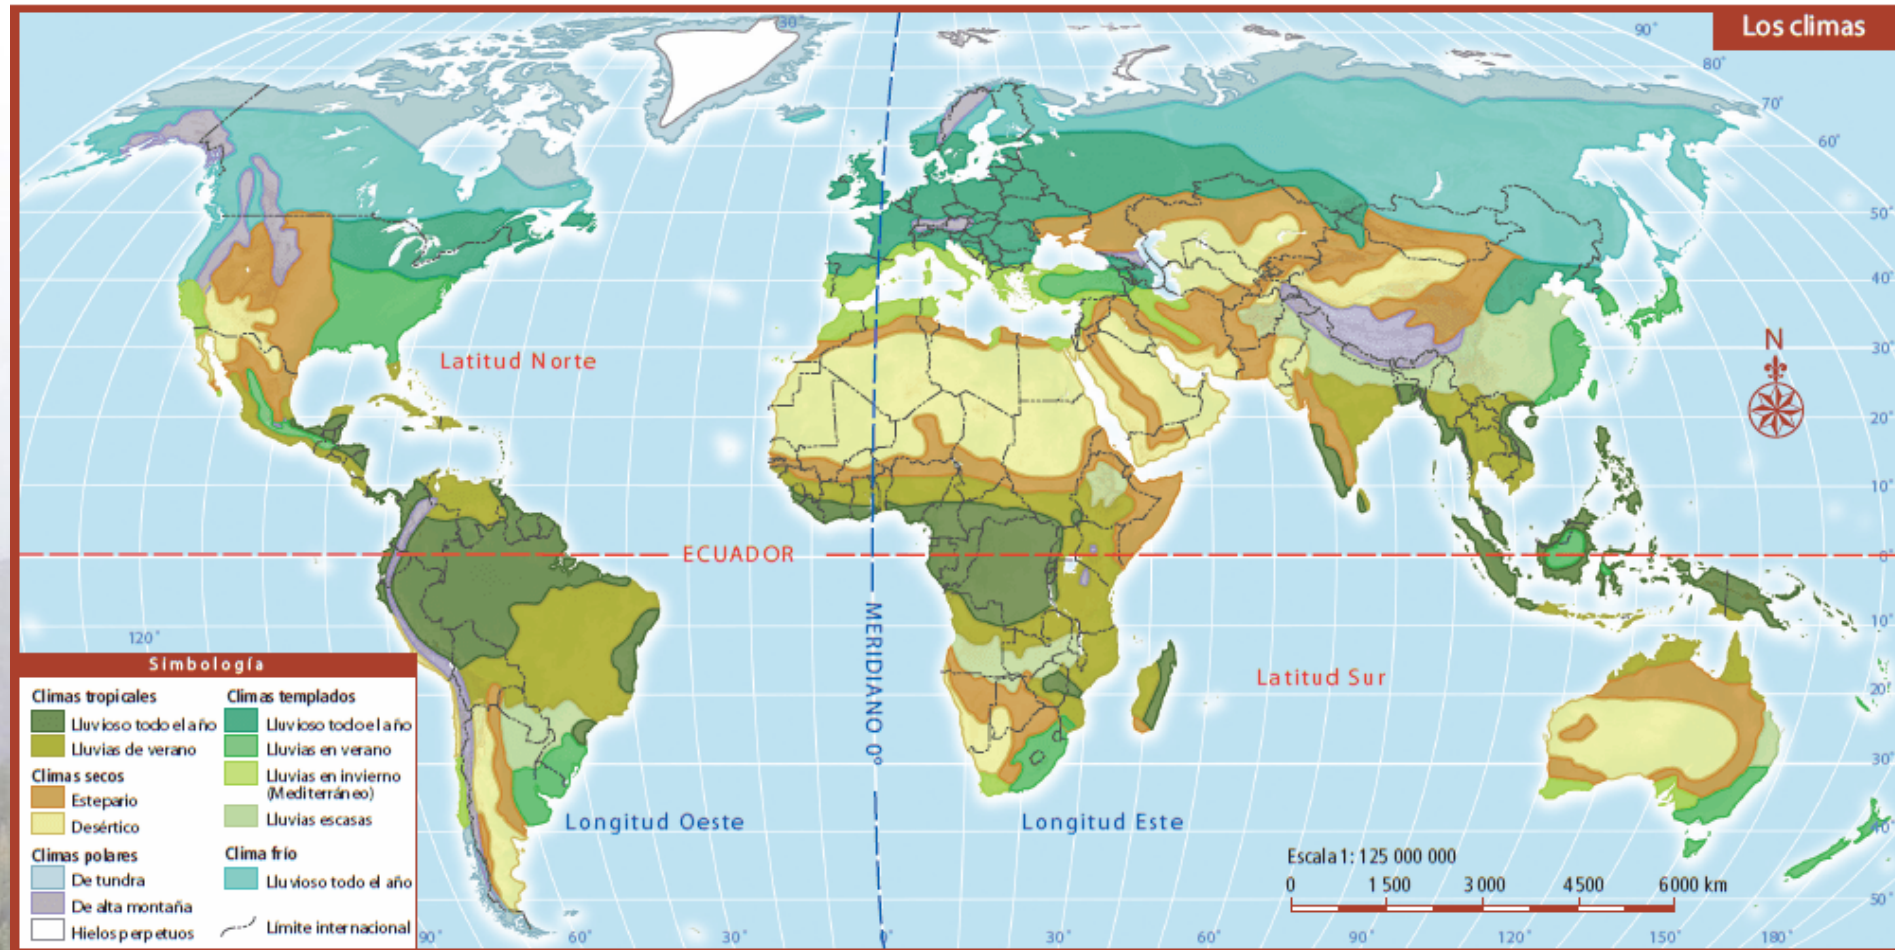 Los climas
30°
90°
80°
70°
60°
50°
40°
30°
20°
10°
0°
10°
20°
30°
40°
50°
Latitud Norte
N
ECUADOR
MERIDIANO 0º
120°
Latitud Sur
Longitud Oeste
Longitud Este
Simbología
Climas tropicales
Lluvioso todo el año
Lluvias de verano
Climas secos
Estepario
Desértico
Climas polares
De tundra
De alta montaña
Hielos perpetuos
Climas templados
Lluvioso todo el año
Lluvias en verano
Lluvias en invierno
(Mediterráneo)
Lluvias escasas
Clima frío
Lluvioso todo el año
Límite internacional
Escala 1: 125 000 000
0 1 500 3 000 4 500 6000 km
90° 60° 30° 0° 30° 60° 90° 120° 150° 180°